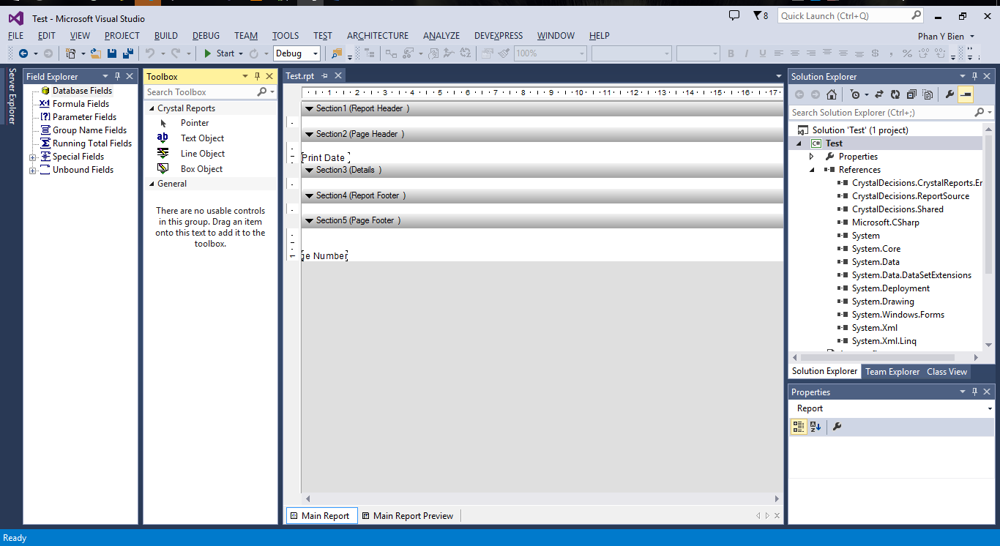 Test - Microsoft Visual Studio
8
Quick Launch (Ctrl+Q)
FILE EDIT VIEW PROJECT BUILD DEBUG TEAM TOOLS TEST ARCHITECTURE ANALYZE DEVEXPRESS WINDOW HELP
Phan Y Bien
Start
Debug
100%
B I U $ , %
Server Explorer
Field Explorer
Database Fields
Formula Fields
Parameter Fields
Group Name Fields
Running Total Fields
Special Fields
Unbound Fields
Toolbox
Search Toolbox
Crystal Reports
Pointer
Text Object
Line Object
Box Object
General
There are no usable controls
in this group. Drag an item
onto this text to add it to the
toolbox.
Test.rpt
1 2 3 4 5 6 7 8 9 10 11 12 13 14 15 16 17
Section1 (Report Header )
Section2 (Page Header )
Print Date
Section3 (Details )
Section4 (Report Footer )
Section5 (Page Footer )
ge Number
Main Report
Main Report Preview
Solution Explorer
Search Solution Explorer (Ctrl+;)
Solution 'Test' (1 project)
C# Test
Properties
References
CrystalDecisions.CrystalReports.En
CrystalDecisions.ReportSource
CrystalDecisions.Shared
Microsoft.CSharp
System
System.Core
System.Data
System.Data.DataSetExtensions
System.Deployment
System.Drawing
System.Windows.Forms
System.Xml
System.Xml.Linq
Solution Explorer Team Explorer Class View
Properties
Report
Ready